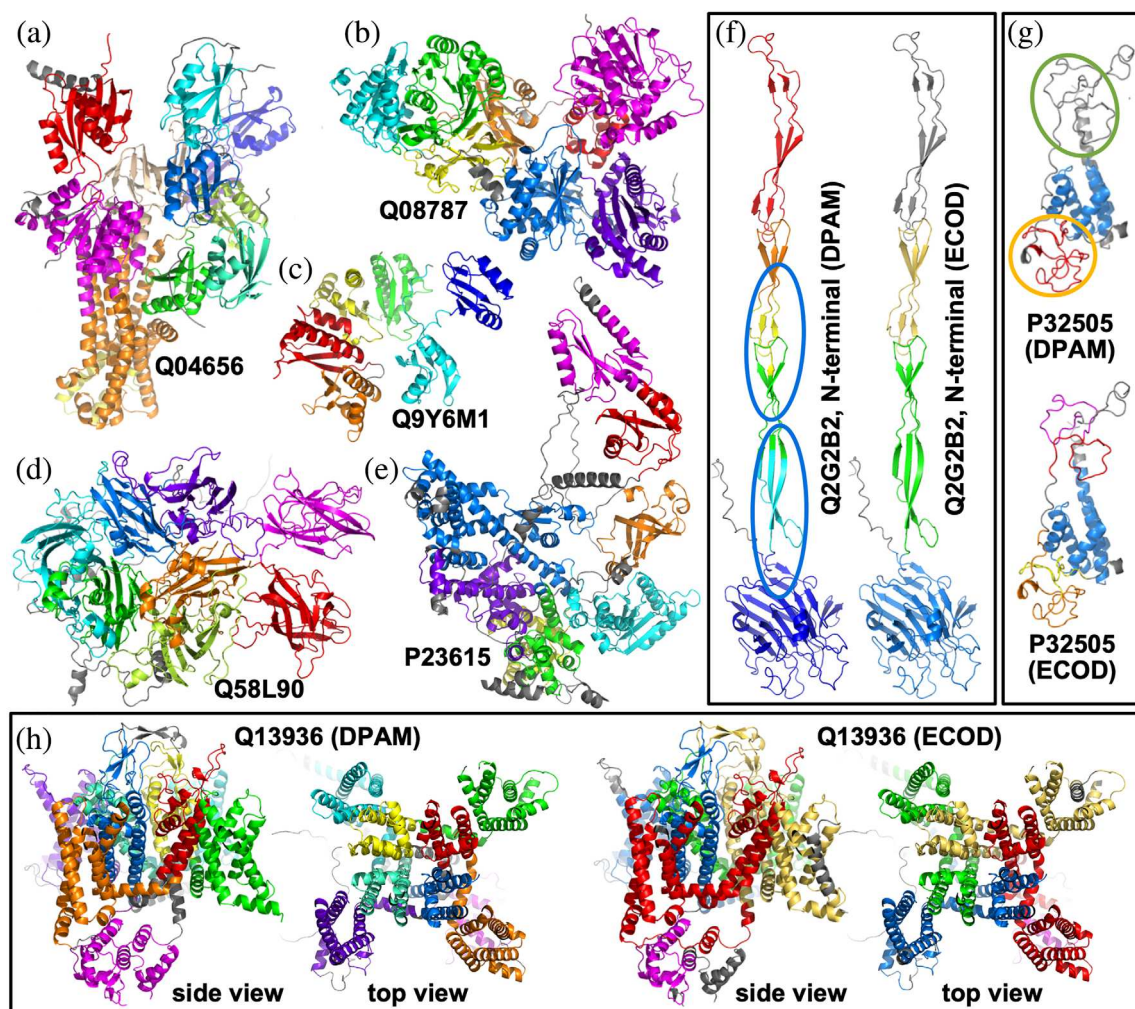 (a)
Q04656
(b)
Q08787
(c)
Q9Y6M1
(d)
Q58L90
(e)
P23615
(f)
Q2G2B2, N-terminal (DPAM)
Q2G2B2, N-terminal (ECOD)
(g)
P32505
(DPAM)
P32505
(ECOD)
(h)
Q13936 (DPAM)
Q13936 (ECOD)
side view
top view
side view
top view